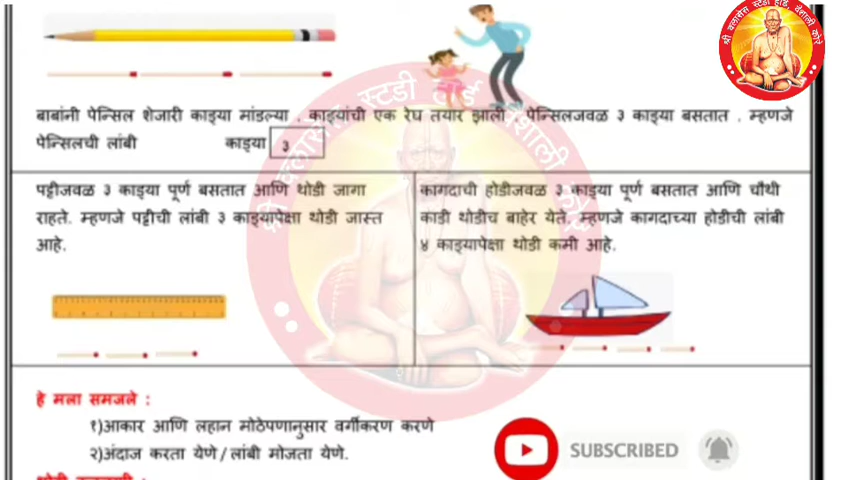 श्री क्लासेस स्टडी हार्ड, वैशाली कोरे
बाबांनी पेन्सिल शेजारी काड्या मांडल्या . काड्यांची एक रेघ तयार झाली . पेन्सिलजवळ ३ काड्या बसतात . म्हणजे
पेन्सिलची लांबी काड्या ३
पट्टीजवळ ३ काड्या पूर्ण बसतात आणि थोडी जागा
राहते. म्हणजे पट्टीची लांबी ३ काड्यापेक्षा थोडी जास्त
आहे.
कागदाची होडीजवळ ३ काड्या पूर्ण बसतात आणि चौथी
काडी थोडीच बाहेर येते. म्हणजे कागदाच्या होडीची लांबी
४ काड्यापेक्षा थोडी कमी आहे.
हे मला समजले :
१)आकार आणि लहान मोठेपणानुसार वर्गीकरण करणे
२)अंदाज करता येणे/लांबी मोजता येणे.
SUBSCRIBED